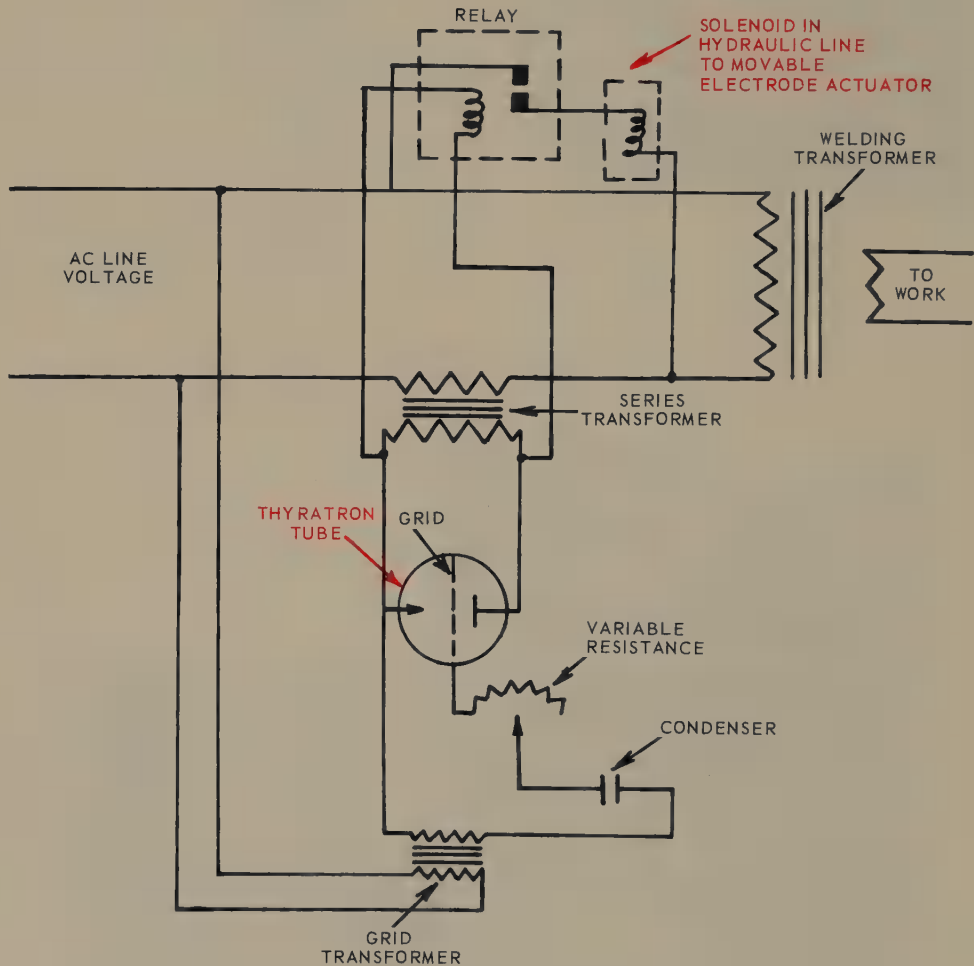 RELAY
SOLENOID IN
HYDRAULIC LINE
TO MOVABLE
ELECTRODE ACTUATOR
WELDING
TRANSFORMER
AC LINE
VOLTAGE
TO
WORK
SERIES
TRANSFORMER
THYRATRON
TUBE
GRID
VARIABLE
RESISTANCE
CONDENSER
GRID
TRANSFORMER